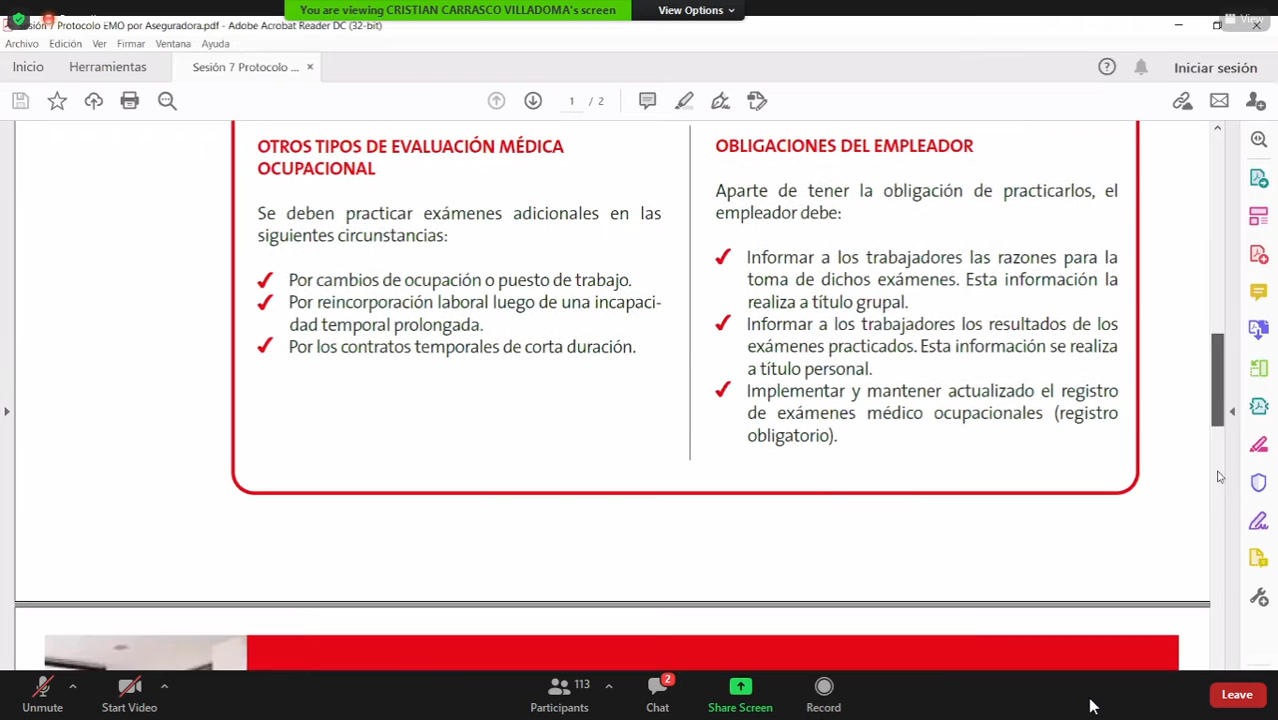 You are viewing CRISTIAN CARRASCO VILLADOMA's screen
View Options
Sesión 7 Protocolo EMO por Aseguradora.pdf - Adobe Acrobat Reader DC (32-bit)
View
Archivo Edición Ver Firmar Ventana Ayuda
Inicio Herramientas Sesión 7 Protocolo ... × Iniciar sesión
1 / 2
OTROS TIPOS DE EVALUACIÓN MÉDICA
OCUPACIONAL
Se deben practicar exámenes adicionales en las
siguientes circunstancias:
✓ Por cambios de ocupación o puesto de trabajo.
✓ Por reincorporación laboral luego de una incapaci-
dad temporal prolongada.
✓ Por los contratos temporales de corta duración.
OBLIGACIONES DEL EMPLEADOR
Aparte de tener la obligación de practicarlos, el
empleador debe:
✓ Informar a los trabajadores las razones para la
toma de dichos exámenes. Esta información la
realiza a título grupal.
✓ Informar a los trabajadores los resultados de los
exámenes practicados. Esta información se realiza
a título personal.
✓ Implementar y mantener actualizado el registro
de exámenes médico ocupacionales (registro
obligatorio).
Unmute
Start Video
113
Participants
2
Chat
Share Screen
Record
Leave